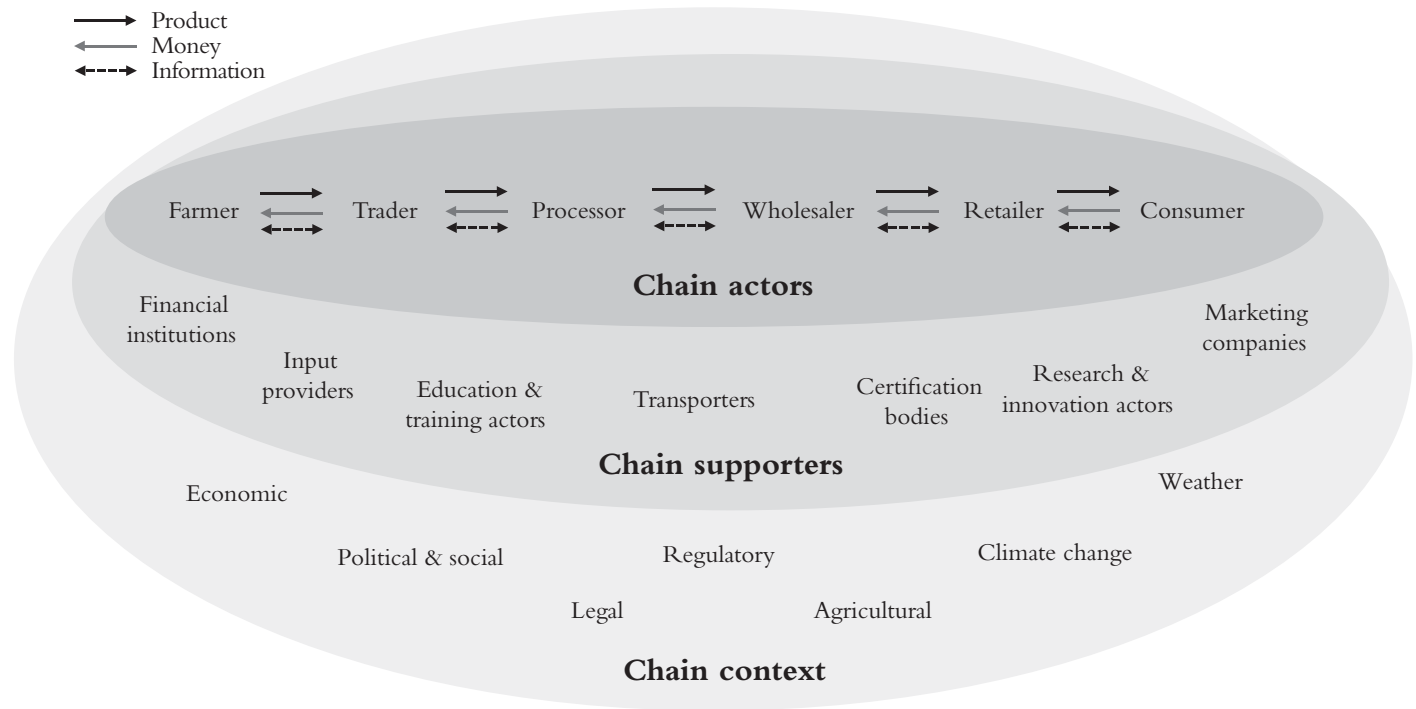 Product
Money
Information
Farmer Trader Processor Wholesaler Retailer Consumer
Chain actors
Financial
institutions
Input
providers
Education &
training actors
Transporters
Certification
bodies
Research &
innovation actors
Marketing
companies
Chain supporters
Economic
Weather
Political & social
Regulatory
Climate change
Legal
Agricultural
Chain context